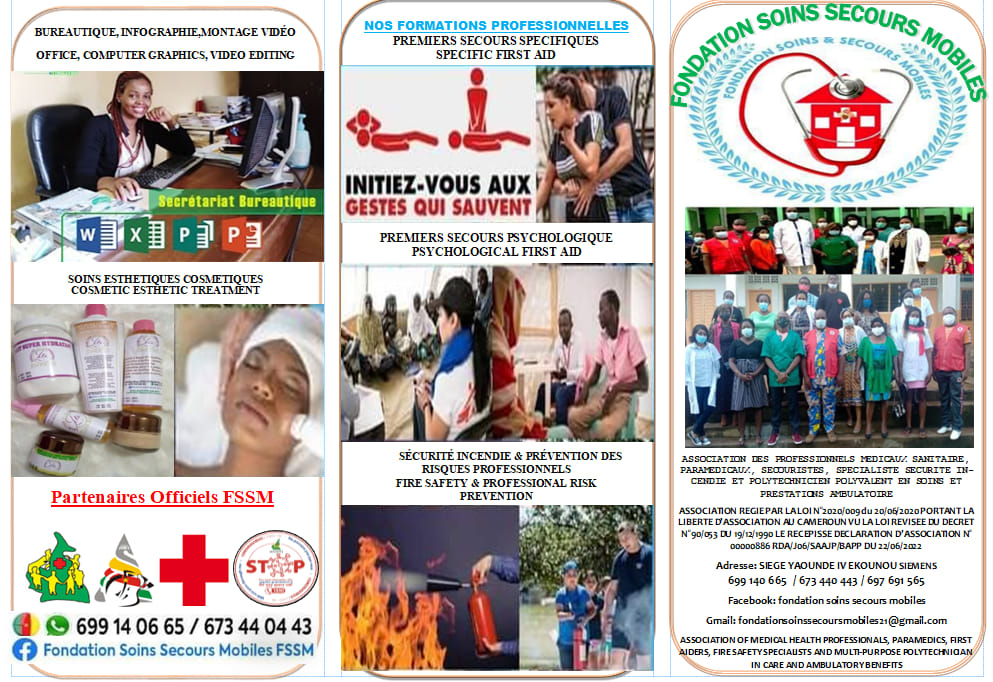 BUREAUTIQUE, INFOGRAPHIE,MONTAGE VIDÉO
OFFICE, COMPUTER GRAPHICS, VIDEO EDITING
Secrétariat Bureautique
W X P P
SOINS ESTHETIQUES COSMETIQUES
COSMETIC ESTHETIC TREATMENT
Partenaires Officiels FSSM
STOP
699 14 06 65 / 673 44 04 43
Fondation Soins Secours Mobiles FSSM
NOS FORMATIONS PROFESSIONNELLES
PREMIERS SECOURS SPECIFIQUES
SPECIFIC FIRST AID
INITIEZ-VOUS AUX
GESTES QUI SAUVENT
PREMIERS SECOURS PSYCHOLOGIQUE
PSYCHOLOGICAL FIRST AID
SÉCURITÉ INCENDIE & PRÉVENTION DES
RISQUES PROFESSIONNELS
FIRE SAFETY & PROFESSIONAL RISK
PREVENTION
FONDATION SOINS SECOURS MOBILES
FONDATION SOINS & SECOURS MOBILES
ASSOCIATION DES PROFESSIONNELS MEDICAU% SANITAIRE,
PARAMEDICAU%, SECOURISTES, SPECIALISTE SECURITE IN-
CENDIE ET POLYTECHNICIEN POLYVALENT EN SOINS ET
PRESTATIONS AMBULATOIRE
ASSOCIATION REGIE PAR LA LOI N°2020/009 du 20/06/2020 PORTANT LA
LIBERTE D'ASSOCIATION AU CAMEROUN VU LA LOI REVISEE DU DECRET
N°90/053 DU 19/12/1990 LE RECEPISSE DECLARATION D'ASSOCIATION N°
00000886 RDA/J06/SAAJP/BAPP DU 22/06/2022
Adresse: SIEGE YAOUNDE IV EKOUNOU SIEMENS
699 140 665 / 673 440 443 / 697 691 565
Facebook: fondation soins secours mobiles
Gmail: fondationsoinssecoursmobiles21@gmail.com
ASSOCIATION OF MEDICAL HEALTH PROFESSIONALS, PARAMEDICS, FIRST
AIDERS, FIRE SAFETY SPECIALISTS AND MULTI-PURPOSE POLYTECHNICIAN
IN CARE AND AMBULATORY BENEFITS